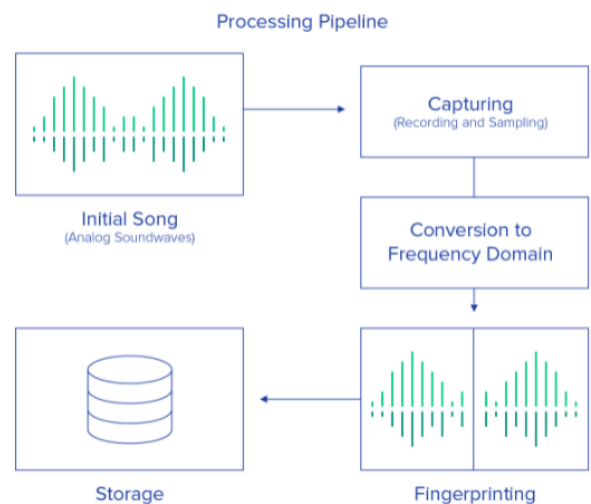 Processing Pipeline
Initial Song
(Analog Soundwaves)
Capturing
(Recording and Sampling)
Conversion to
Frequency Domain
Fingerprinting
Storage